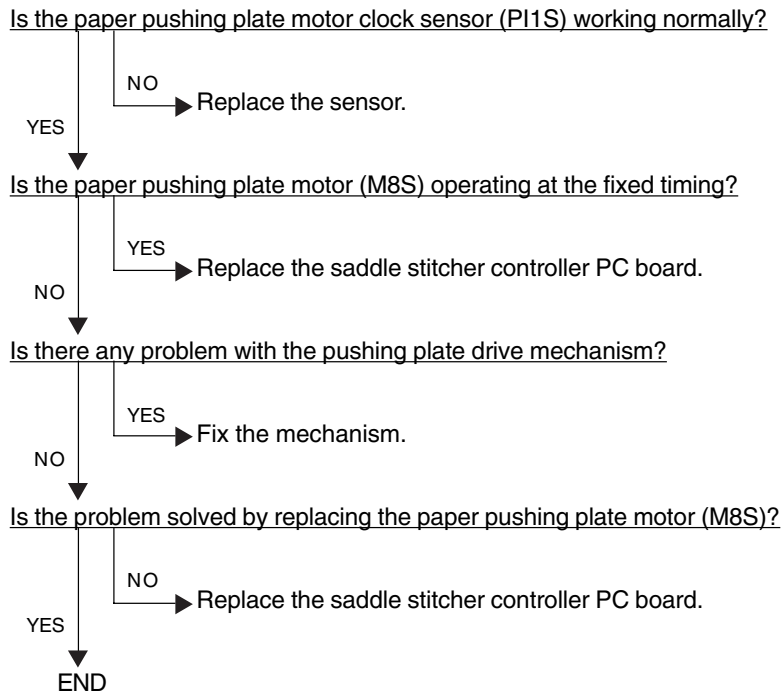 Is the paper pushing plate motor clock sensor (PI1S) working normally?
NO
Replace the sensor.
YES
Is the paper pushing plate motor (M8S) operating at the fixed timing?
YES
Replace the saddle stitcher controller PC board.
NO
Is there any problem with the pushing plate drive mechanism?
YES
Fix the mechanism.
NO
Is the problem solved by replacing the paper pushing plate motor (M8S)?
NO
Replace the saddle stitcher controller PC board.
YES
END